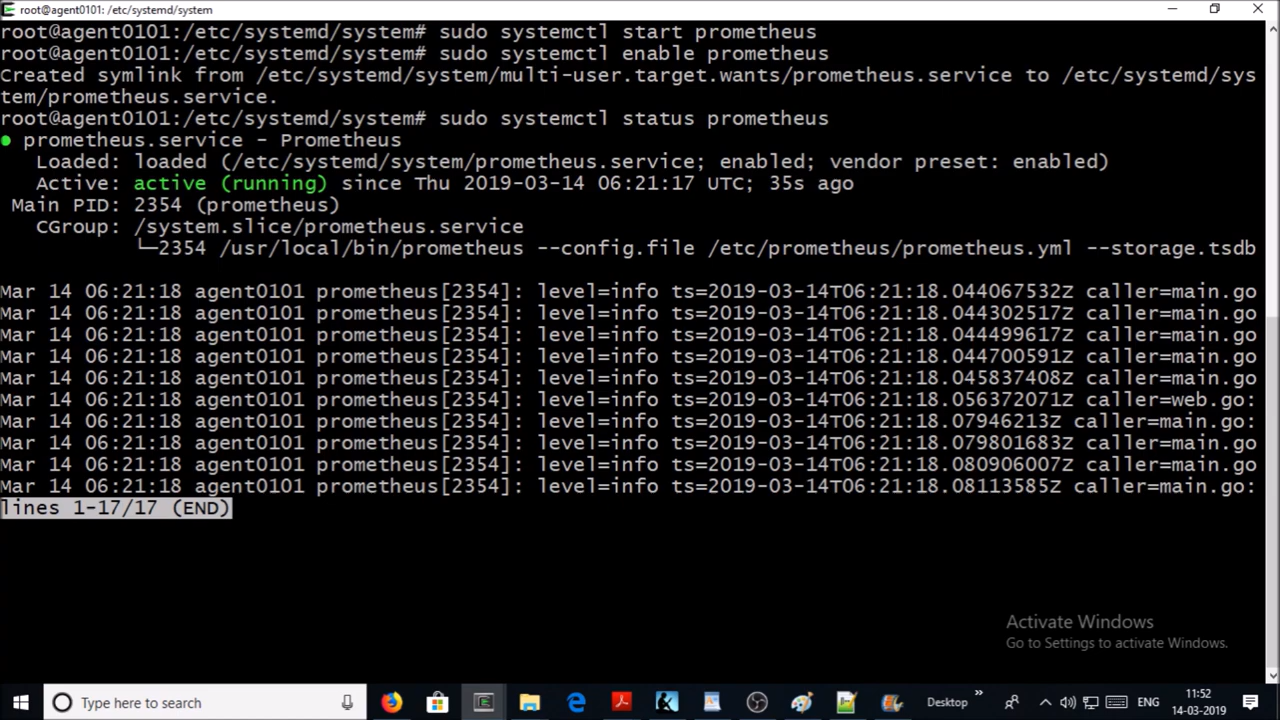 root@agent0101: /etc/systemd/system
root@agent0101:/etc/systemd/system# sudo systemctl start prometheus
root@agent0101:/etc/systemd/system# sudo systemctl enable prometheus
Created symlink from /etc/systemd/system/multi-user.target.wants/prometheus.service to /etc/systemd/sys
tem/prometheus.service.
root@agent0101:/etc/systemd/system# sudo systemctl status prometheus
● prometheus.service - Prometheus
Loaded: loaded (/etc/systemd/system/prometheus.service; enabled; vendor preset: enabled)
Active: active (running) since Thu 2019-03-14 06:21:17 UTC; 35s ago
Main PID: 2354 (prometheus)
CGroup: /system.slice/prometheus.service
└─2354 /usr/local/bin/prometheus --config.file /etc/prometheus/prometheus.yml --storage.tsdb
Mar 14 06:21:18 agent0101 prometheus[2354]: level=info ts=2019-03-14T06:21:18.044067532Z caller=main.go
Mar 14 06:21:18 agent0101 prometheus[2354]: level=info ts=2019-03-14T06:21:18.044302517Z caller=main.go
Mar 14 06:21:18 agent0101 prometheus[2354]: level=info ts=2019-03-14T06:21:18.044499617Z caller=main.go
Mar 14 06:21:18 agent0101 prometheus[2354]: level=info ts=2019-03-14T06:21:18.044700591Z caller=main.go
Mar 14 06:21:18 agent0101 prometheus[2354]: level=info ts=2019-03-14T06:21:18.045837408Z caller=main.go
Mar 14 06:21:18 agent0101 prometheus[2354]: level=info ts=2019-03-14T06:21:18.056372071Z caller=web.go:
Mar 14 06:21:18 agent0101 prometheus[2354]: level=info ts=2019-03-14T06:21:18.07946213Z caller=main.go:
Mar 14 06:21:18 agent0101 prometheus[2354]: level=info ts=2019-03-14T06:21:18.079801683Z caller=main.go
Mar 14 06:21:18 agent0101 prometheus[2354]: level=info ts=2019-03-14T06:21:18.080906007Z caller=main.go
Mar 14 06:21:18 agent0101 prometheus[2354]: level=info ts=2019-03-14T06:21:18.08113585Z caller=main.go:
lines 1-17/17 (END)
Activate Windows
Go to Settings to activate Windows.
Type here to search
Desktop
ENG
11:52
14-03-2019